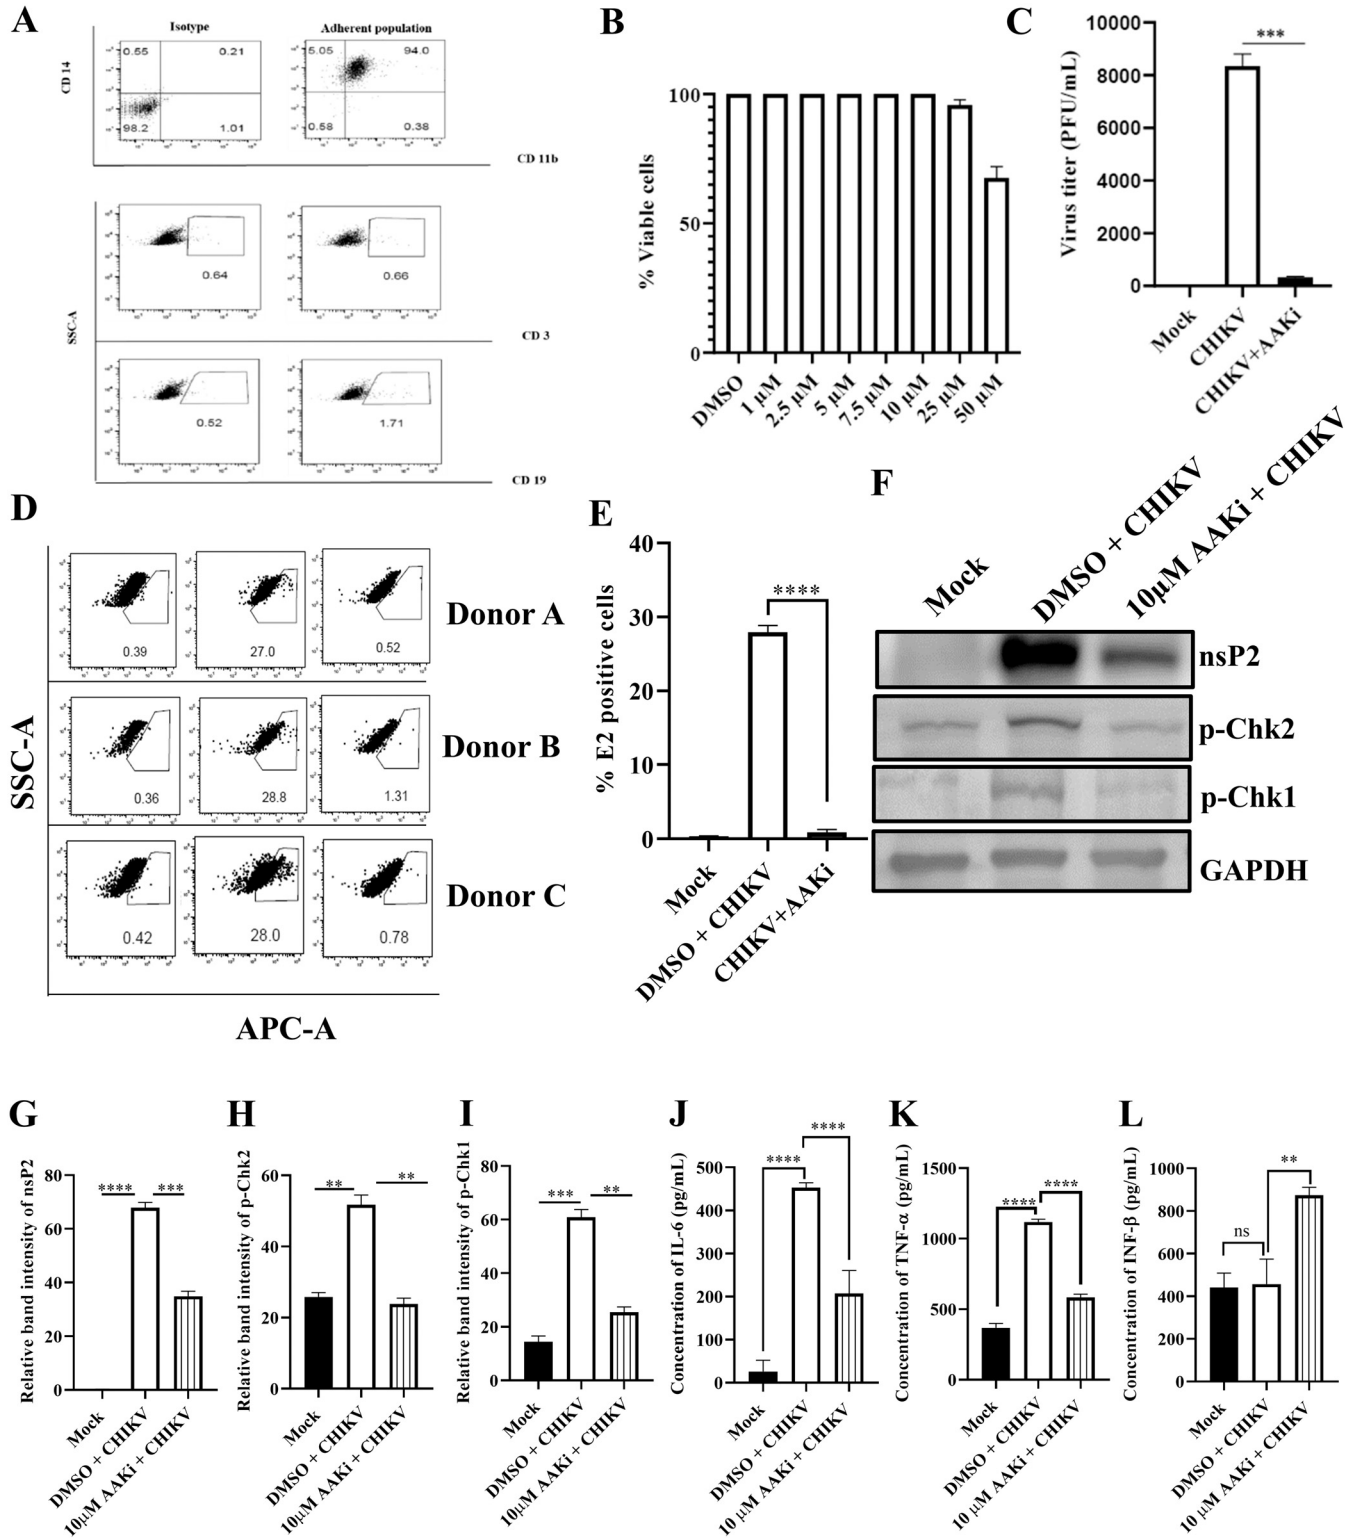 A
Isotype
Adherent population
CD 14
0.55
0.21
98.2
1.01
5.05
94.0
0.58
0.38
CD 11b
SSC-A
0.64
0.66
CD 3
0.52
1.71
CD 19
B
% Viable cells
100
50
0
DMSO
1 μM
2.5 μM
5 μM
7.5 μM
10 μM
25 μM
50 μM
C
Virus titer (PFU/mL)
10000
8000
6000
4000
2000
0
***
Mock
CHIKV
CHIKV+AAKi
D
SSC-A
0.39
27.0
0.52
Donor A
0.36
28.8
1.31
Donor B
0.42
28.0
0.78
Donor C
APC-A
E
% E2 positive cells
40
30
20
10
0
****
Mock
DMSO + CHIKV
CHIKV+AAKi
F
Mock
DMSO + CHIKV
10μM AAKi + CHIKV
nsP2
p-Chk2
p-Chk1
GAPDH
G
Relative band intensity of nsP2
80
60
40
20
0
****
***
Mock
DMSO + CHIKV
10μM AAKi + CHIKV
H
Relative band intensity of p-Chk2
60
40
20
0
**
**
Mock
DMSO + CHIKV
10μM AAKi + CHIKV
I
Relative band intensity of p-Chk1
80
60
40
20
0
***
**
Mock
DMSO + CHIKV
10μM AAKi + CHIKV
J
Concentration of IL-6 (pg/mL)
500
400
300
200
100
0
****
****
Mock
DMSO + CHIKV
10 μM AAKi + CHIKV
K
Concentration of TNF-α (pg/mL)
1500
1000
500
0
****
****
Mock
DMSO + CHIKV
10 μM AAKi + CHIKV
L
Concentration of INF-β (pg/mL)
1000
800
600
400
200
0
ns
**
Mock
DMSO + CHIKV
10 μM AAKi + CHIKV